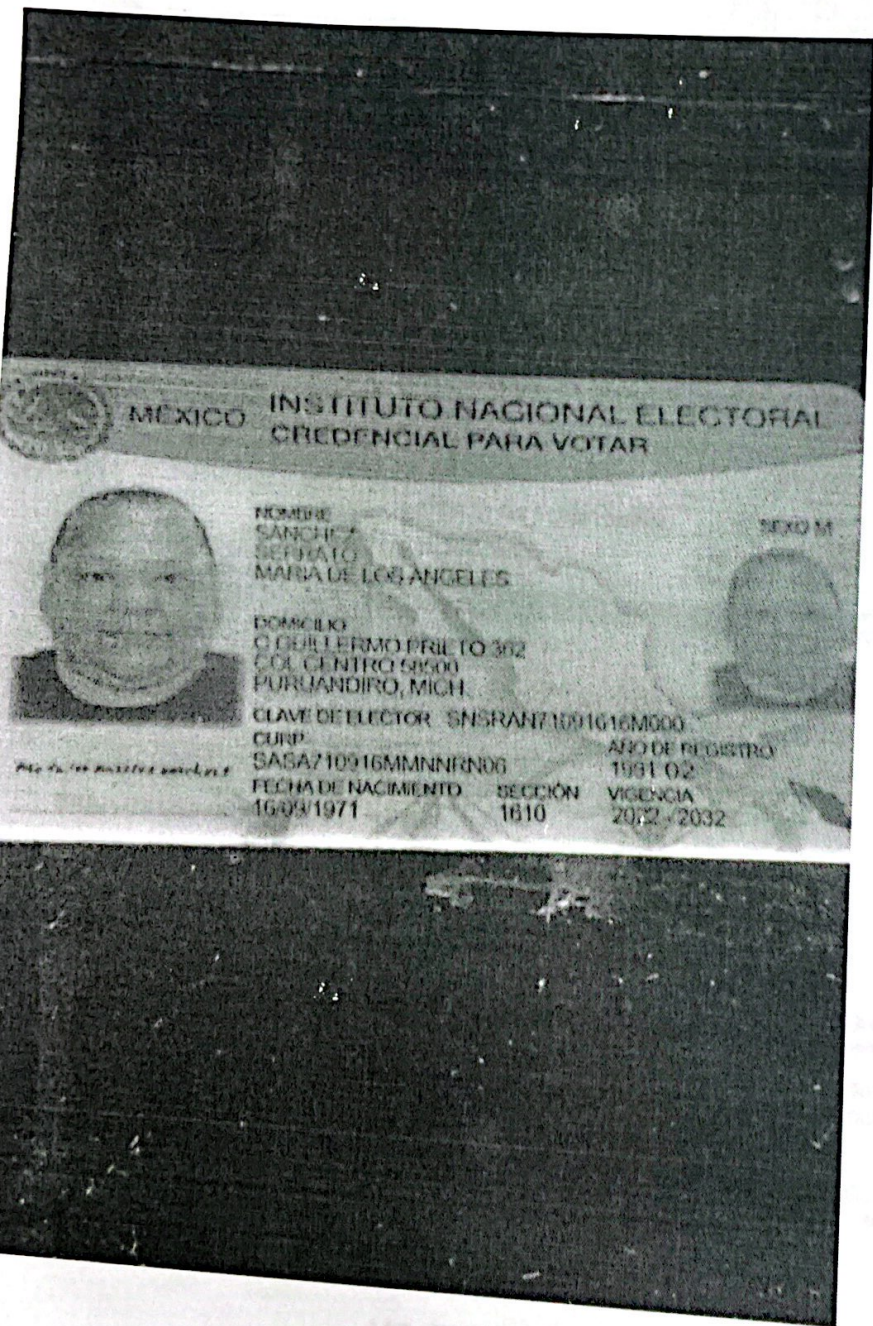 MÉXICO INSTITUTO NACIONAL ELECTORAL
CREDENCIAL PARA VOTAR
NOMBRE
SANCHEZ
SERRATO
MARIA DE LOS ANGELES
SEXO M
DOMICILIO
C GUILLERMO PRIETO 302
COL CENTRO 58500
PURUANDIRO, MICH.
CLAVE DE ELECTOR SNSRAN71091616M000
CURP
SASA710916MMNNRN06
AÑO DE REGISTRO
1991 02
FECHA DE NACIMIENTO
16/09/1971
SECCIÓN
1610
VIGENCIA
2022 - 2032